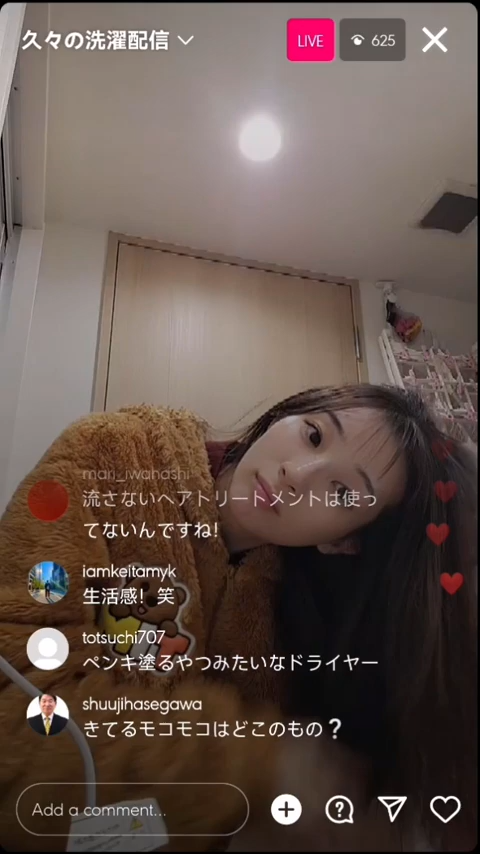 久々の洗濯配信
LIVE
625
mari_iwahashi
流さないヘアトリートメントは使っ
てないんですね!
iamkeitamyk
生活感! 笑
totsuchi707
ペンキ塗るやつみたいなドライヤー
shuujihasegawa
きてるモコモコはどこのもの?
Add a comment...